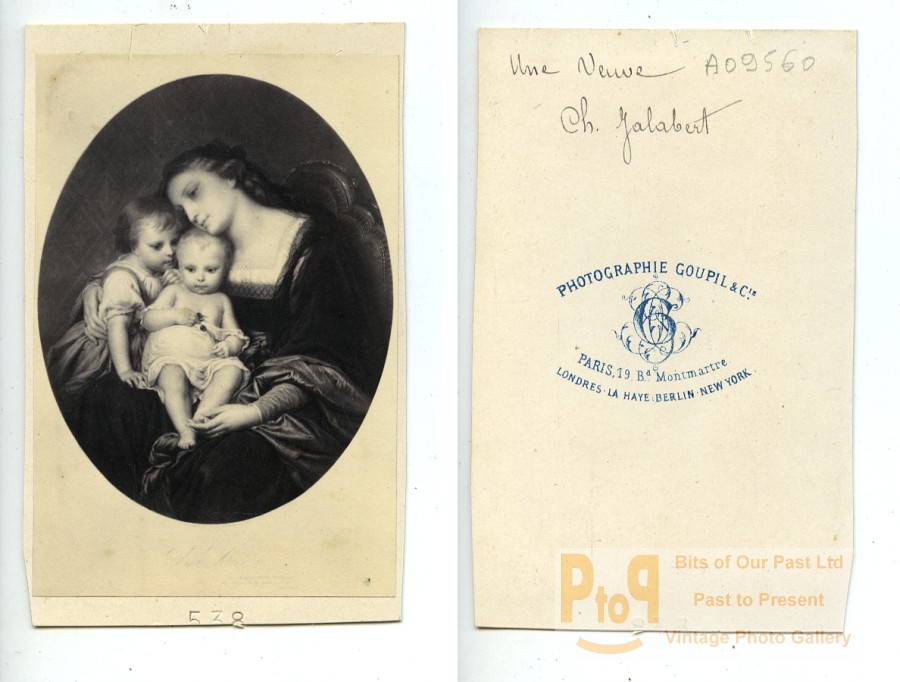 538
Une Veuve A09560
Ch. Jalabert
PHOTOGRAPHIE GOUPIL & Cie
PARIS, 19. Bd Montmartre.
LONDRES · LA HAYE · BERLIN · NEW YORK
PtoP
Bits of Our Past Ltd
Past to Present
Vintage Photo Gallery